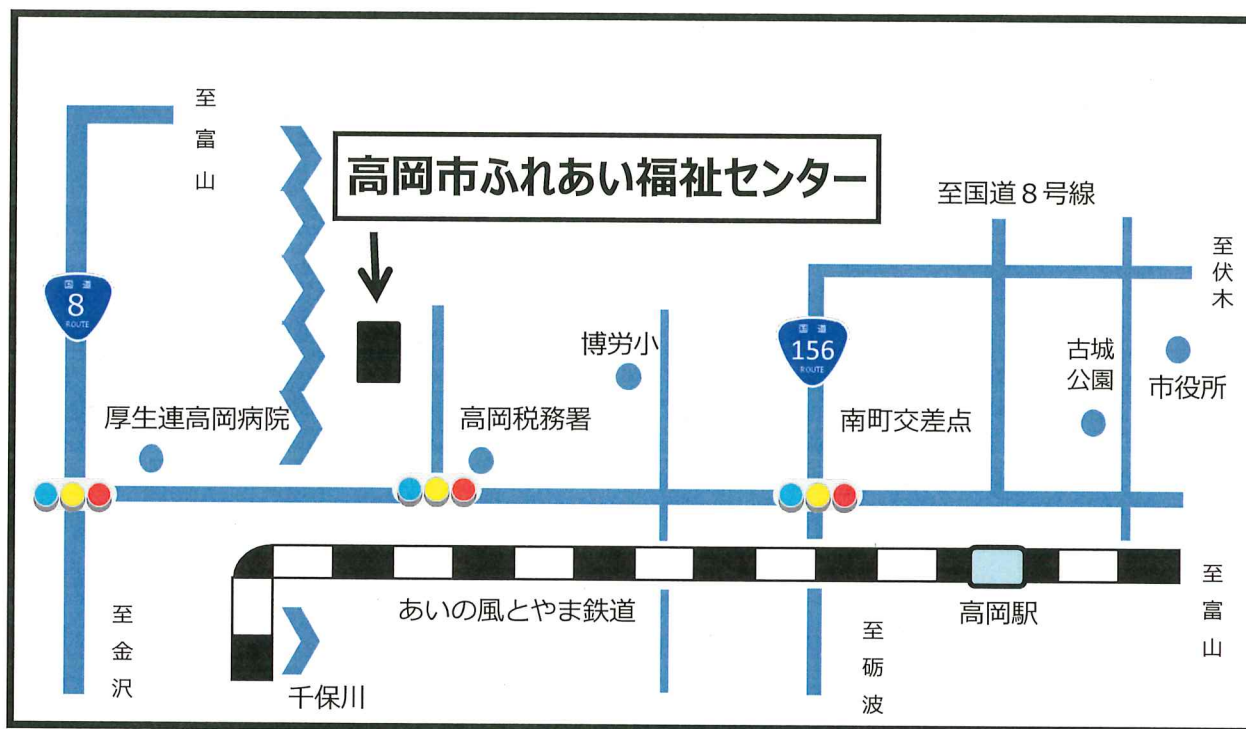 至富山
高岡市ふれあい福祉センター
至国道８号線
至伏木
国道
8
ROUTE
国道
156
ROUTE
博労小
古城
公園
市役所
厚生連高岡病院
高岡税務署
南町交差点
あいの風とやま鉄道
高岡駅
至富山
至金沢
千保川
至砺波